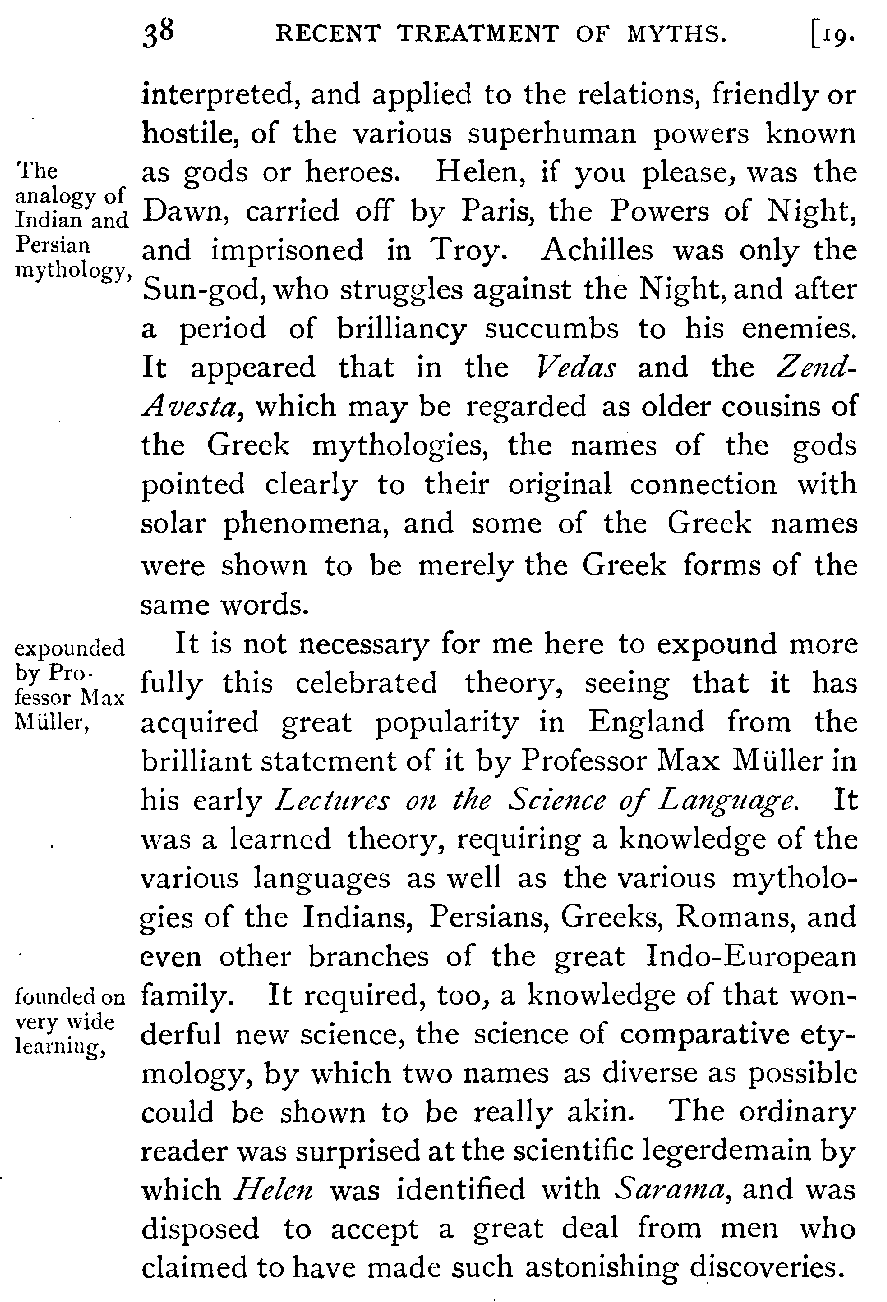 38 RECENT TREATMENT OF MYTHS. [19.
interpreted, and applied to the relations, friendly or
hostile, of the various superhuman powers known
The
analogy of
Indian and
Persian
mythology,
as gods or heroes. Helen, if you please, was the
Dawn, carried off by Paris, the Powers of Night,
and imprisoned in Troy. Achilles was only the
Sun-god, who struggles against the Night, and after
a period of brilliancy succumbs to his enemies.
It appeared that in the Vedas and the Zend-
Avesta, which may be regarded as older cousins of
the Greek mythologies, the names of the gods
pointed clearly to their original connection with
solar phenomena, and some of the Greek names
were shown to be merely the Greek forms of the
same words.
expounded
by Pro-
fessor Max
Müller,
It is not necessary for me here to expound more
fully this celebrated theory, seeing that it has
acquired great popularity in England from the
brilliant statement of it by Professor Max Müller in
his early Lectures on the Science of Language. It
was a learned theory, requiring a knowledge of the
various languages as well as the various mytholo-
gies of the Indians, Persians, Greeks, Romans, and
even other branches of the great Indo-European
founded on
very wide
learning,
family. It required, too, a knowledge of that won-
derful new science, the science of comparative ety-
mology, by which two names as diverse as possible
could be shown to be really akin. The ordinary
reader was surprised at the scientific legerdemain by
which Helen was identified with Sarama, and was
disposed to accept a great deal from men who
claimed to have made such astonishing discoveries.